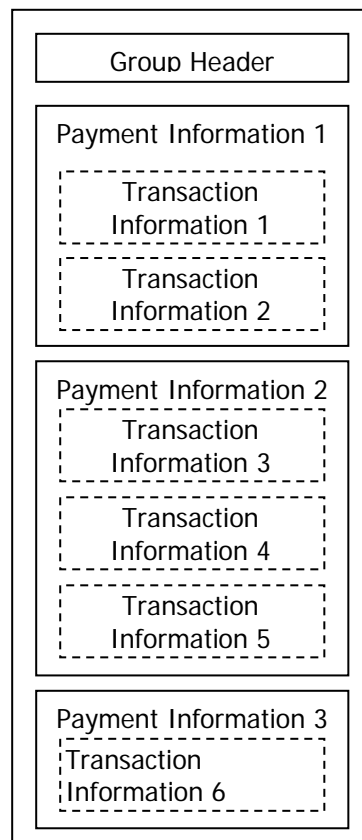 Group Header
Payment Information 1
Transaction
Information 1
Transaction
Information 2
Payment Information 2
Transaction
Information 3
Transaction
Information 4
Transaction
Information 5
Payment Information 3
Transaction
Information 6